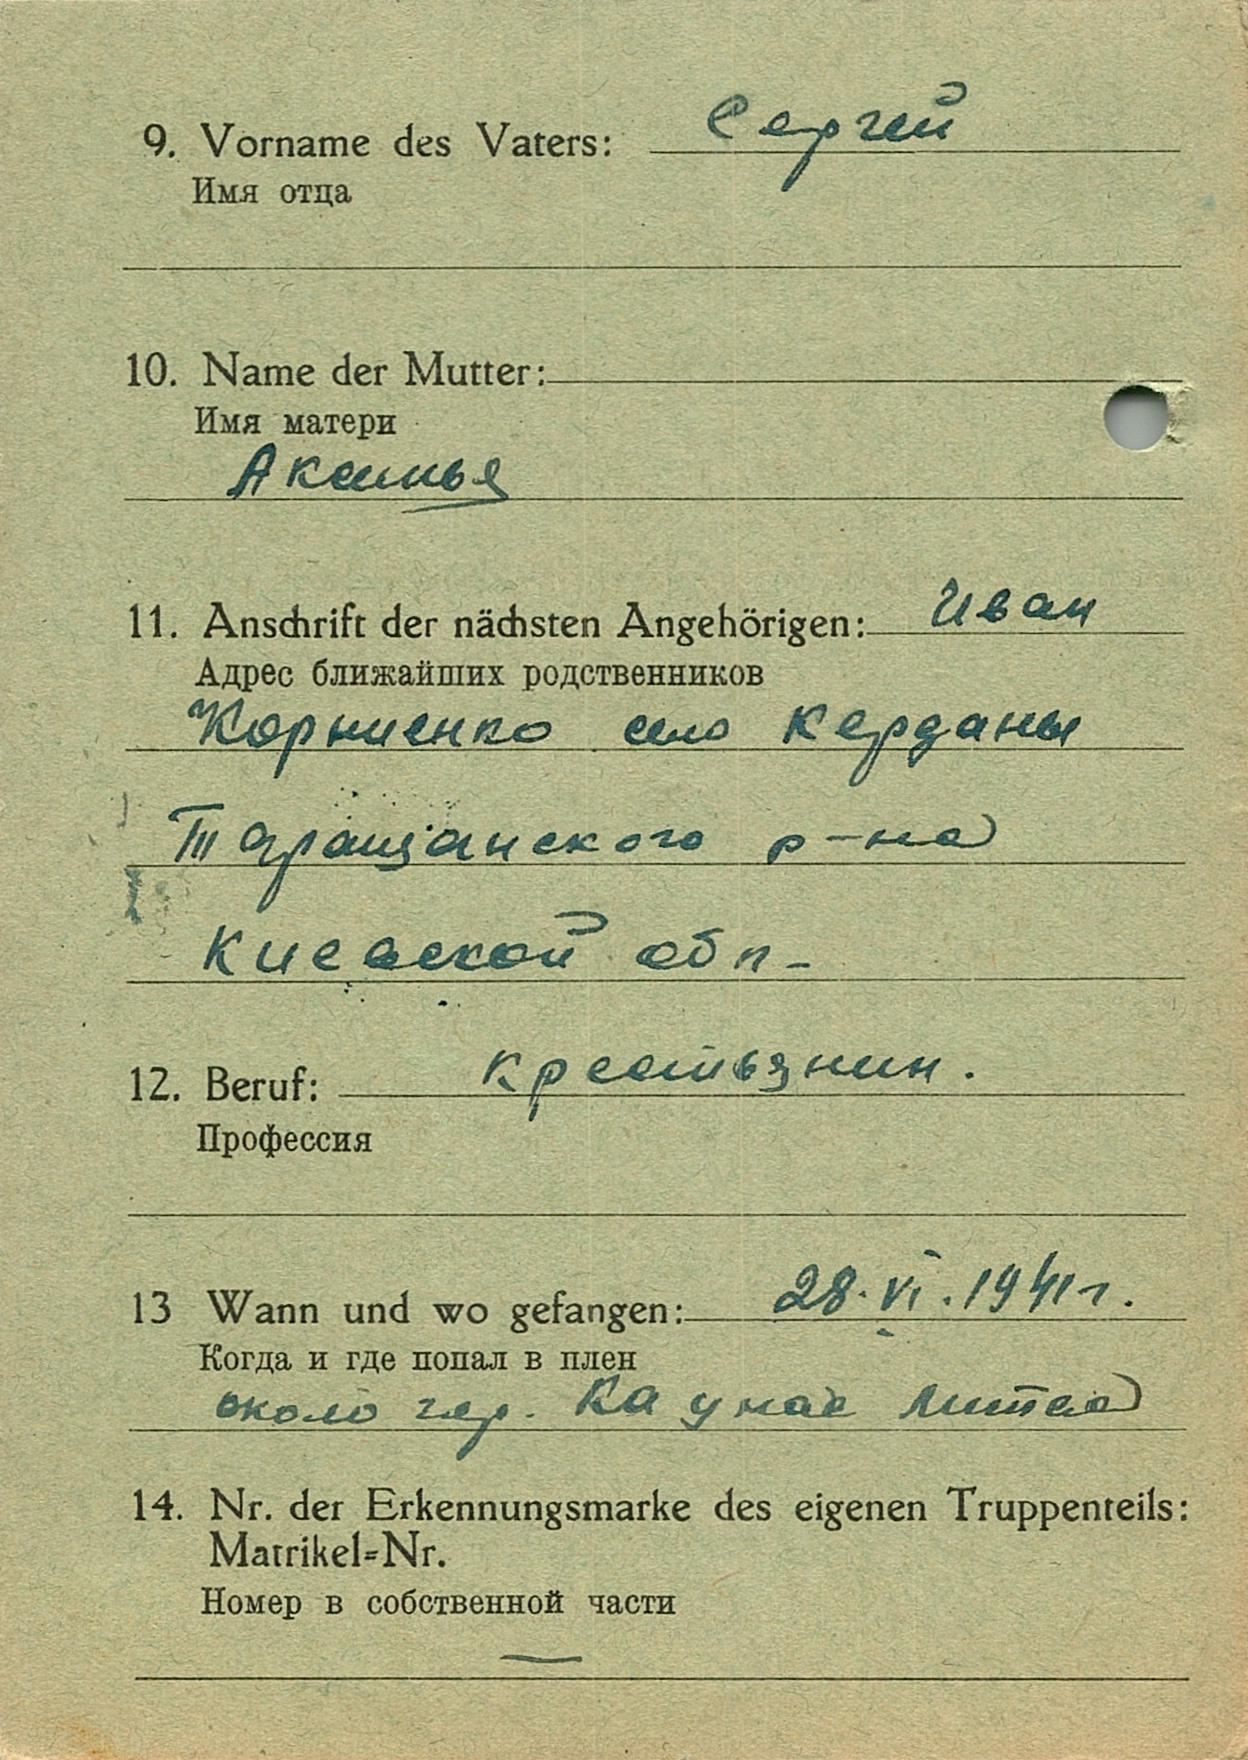 9. Vorname des Vaters: Сергей
Имя отца
10. Name der Mutter:
Имя матери
Аксинья
11. Anschrift der nächsten Angehörigen: Иван
Адрес ближайших родственников
Корниенко село Керданы
Таращанского р-на
Киевской обл-
12. Beruf: крестьянин.
Профессия
13 Wann und wo gefangen: 28.VI.1941г.
Когда и где попал в плен
около гор. Каунас Литва
14. Nr. der Erkennungsmarke des eigenen Truppenteils:
Matrikel=Nr.
Номер в собственной части
—